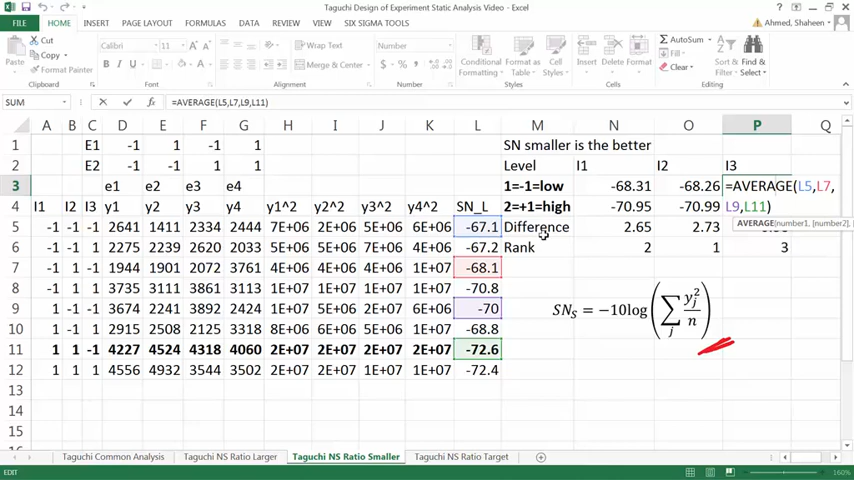 Taguchi Design of Experiment Static Analysis Video - Excel
FILE HOME INSERT PAGE LAYOUT FORMULAS DATA REVIEW VIEW SIX SIGMA TOOLS Ahmed, Shaheen
Cut
Copy
Format Painter
Paste
Calibri 11
Wrap Text
Merge & Center
Number
Conditional Formatting
Format as Table
Cell Styles
Insert Delete Format
AutoSum
Fill
Clear
Sort & Filter
Find & Select
Clipboard Font Alignment Number Styles Cells Editing
SUM =AVERAGE(L5,L7,L9,L11)
A B C D E F G H I J K L M N O P Q
1 E1 -1 1 -1 1 SN smaller is the better
2 E2 -1 -1 1 1 Level I1 I2 I3
3 e1 e2 e3 e4 1=-1=low -68.31 -68.26 =AVERAGE(L5,L7,
4 I1 I2 I3 y1 y2 y3 y4 y1^2 y2^2 y3^2 y4^2 SN_L 2=+1=high -70.95 -70.99 L9,L11)
AVERAGE(number1, [number2],
5 -1 -1 -1 2641 1411 2334 2444 7E+06 2E+06 5E+06 6E+06 -67.1 Difference 2.65 2.73
6 -1 -1 1 2275 2239 2620 2033 5E+06 5E+06 7E+06 4E+06 -67.2 Rank 2 1 3
7 -1 1 -1 1944 1901 2072 3761 4E+06 4E+06 4E+06 1E+07 -68.1
8 -1 1 1 3735 3111 3861 3113 1E+07 1E+07 1E+07 1E+07 -70.8
9 1 -1 -1 3674 2241 3892 2424 1E+07 5E+06 2E+07 6E+06 -70
10 1 -1 1 2915 2508 2125 3318 8E+06 6E+06 5E+06 1E+07 -68.8
11 1 1 -1 4227 4524 4318 4060 2E+07 2E+07 2E+07 2E+07 -72.6
12 1 1 1 4556 4932 3544 3502 2E+07 2E+07 1E+07 1E+07 -72.4
13
14
15
SN_S = −10log(∑_j y_j^2/n)
Taguchi Common Analysis Taguchi NS Ratio Larger Taguchi NS Ratio Smaller Taguchi NS Ratio Target
EDIT 160%